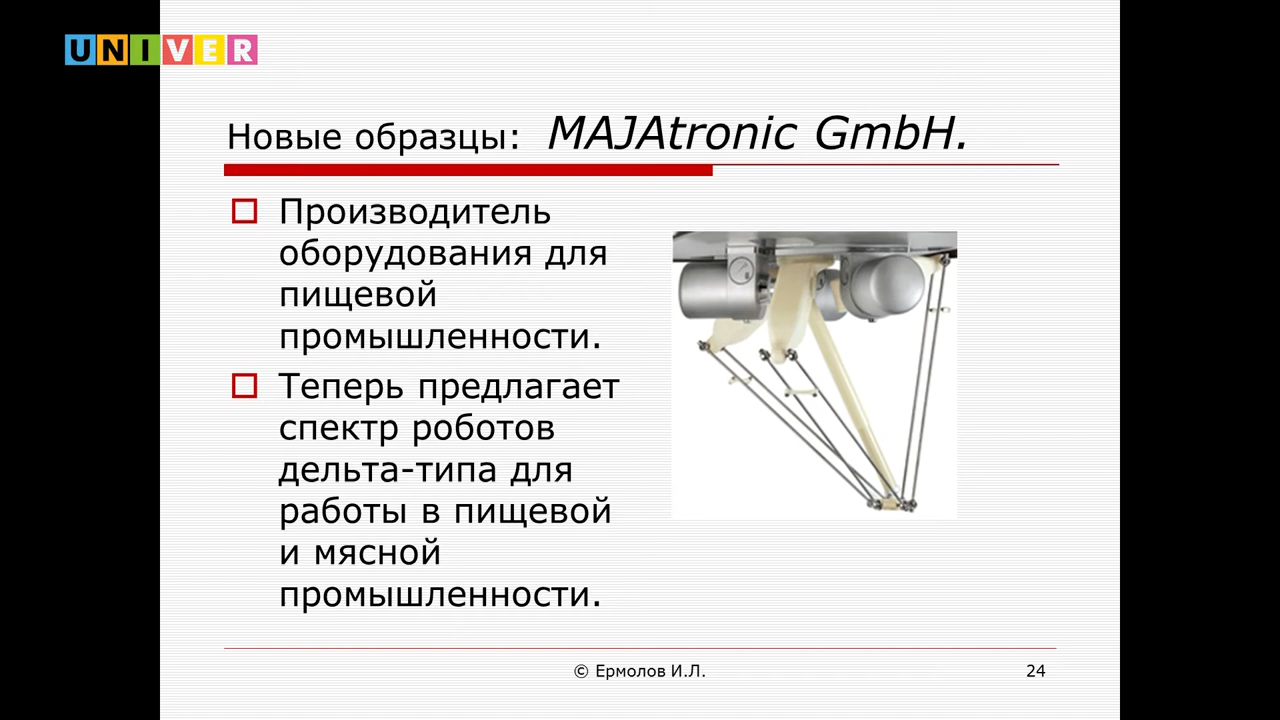 UNIVER
Новые образцы: MAJAtronic GmbH.
Производитель
оборудования для
пищевой
промышленности.
Теперь предлагает
спектр роботов
дельта-типа для
работы в пищевой
и мясной
промышленности.
© Ермолов И.Л.
24